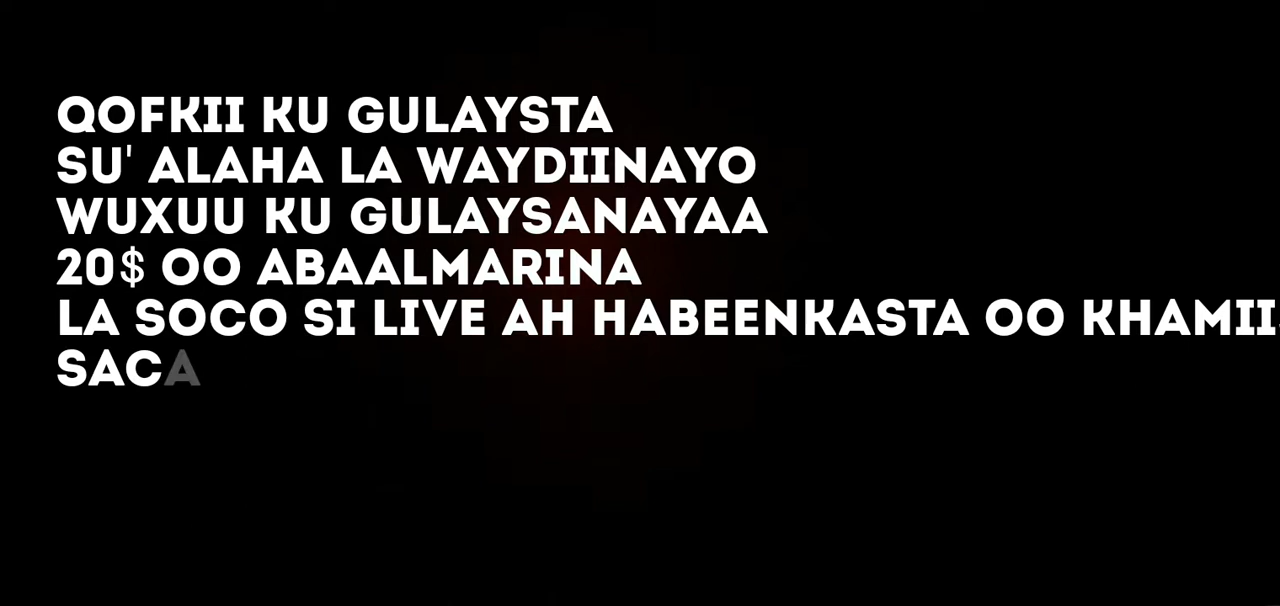 QOFKII KU GULAYSTA
SU' ALAHA LA WAYDIINAYO
WUXUU KU GULAYSANAYAA
20$ OO ABAALMARINA
LA SOCO SI LIVE AH HABEENKASTA OO KHAMII
SACA